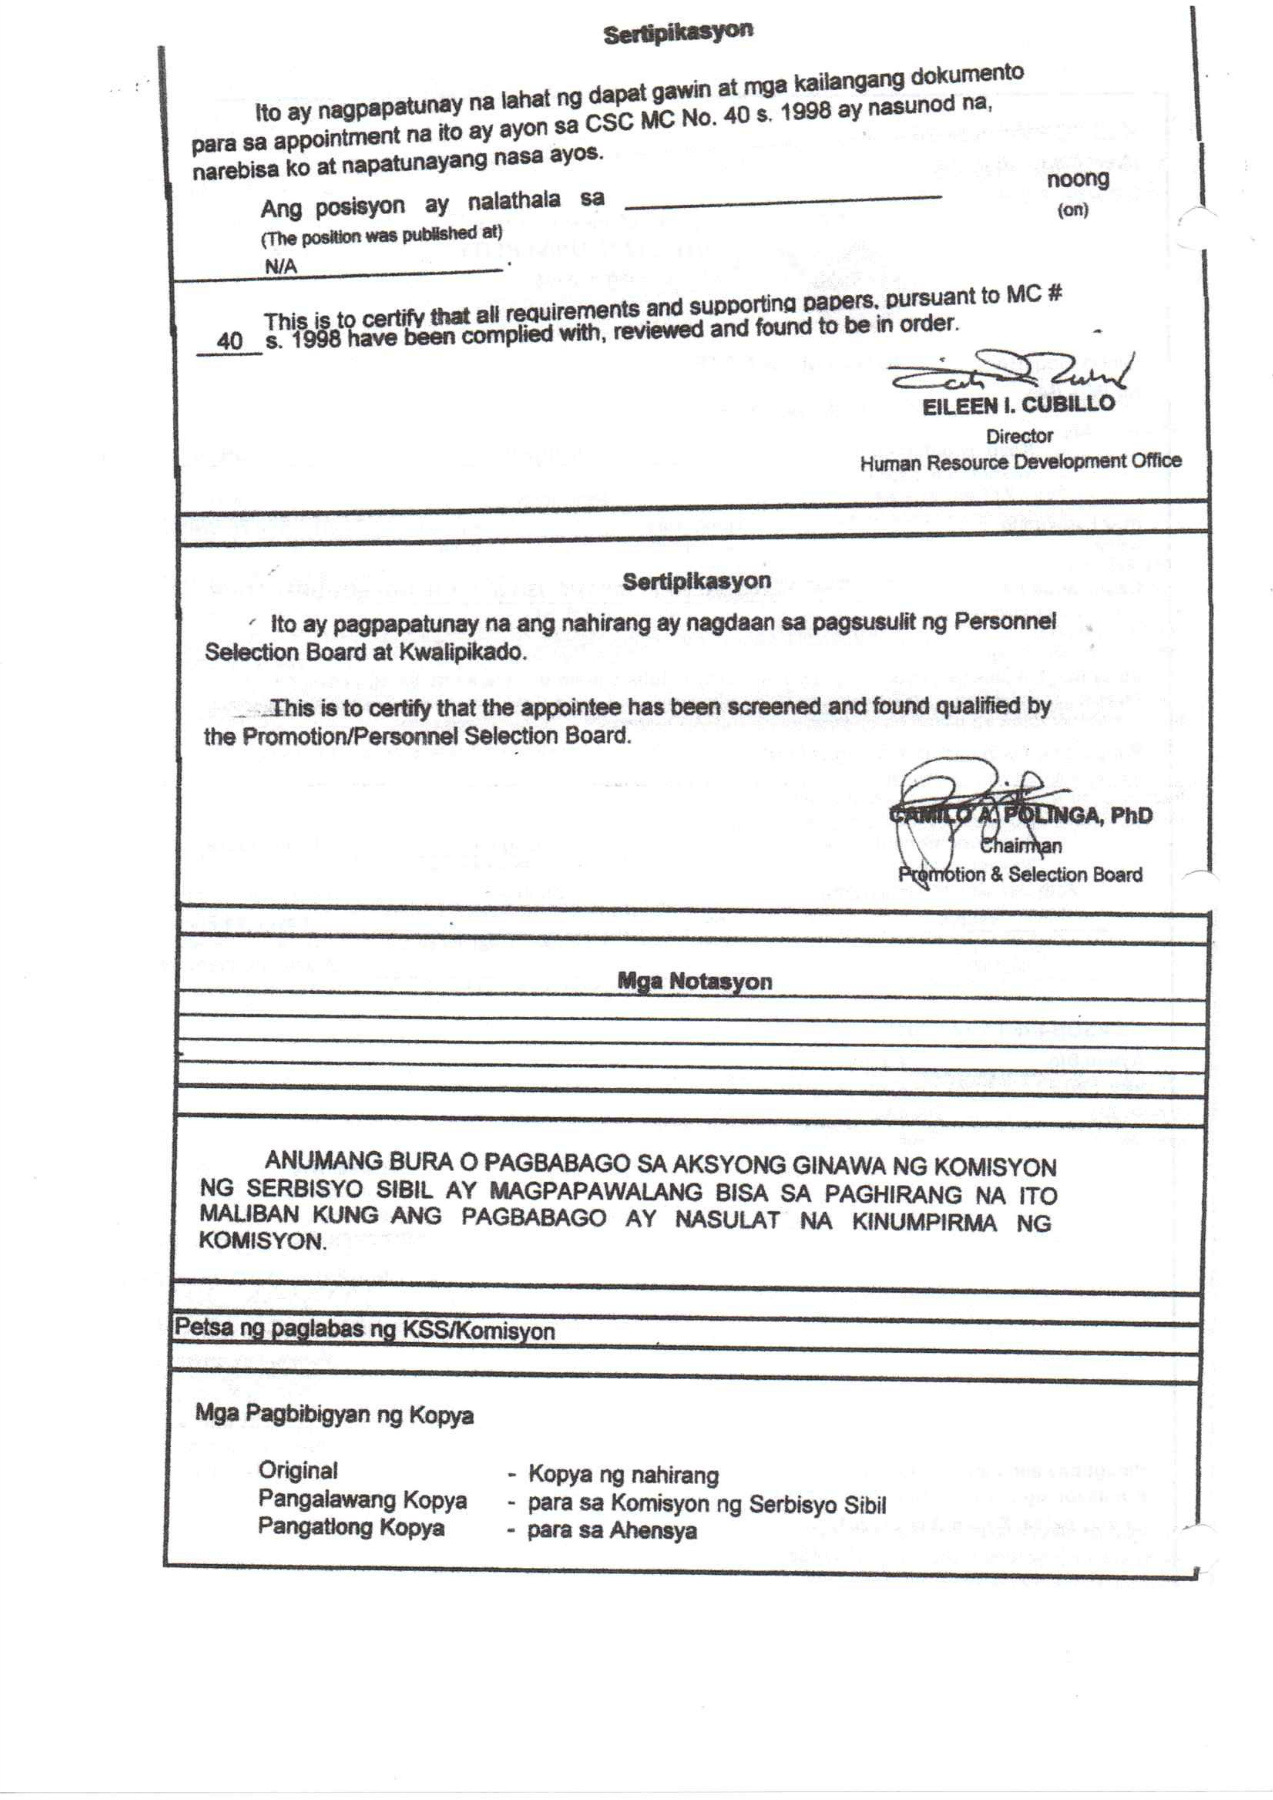 Sertipikasyon
Ito ay nagpapatunay na lahat ng dapat gawin at mga kailangang dokumento
para sa appointment na ito ay ayon sa CSC MC No. 40 s. 1998 ay nasunod na,
narebisa ko at napatunayang nasa ayos.
Ang posisyon ay nalathala sa noong
(The position was published at) (on)
N/A .
This is to certify that all requirements and supporting papers, pursuant to MC #
40 s. 1998 have been complied with, reviewed and found to be in order.
EILEEN I. CUBILLO
Director
Human Resource Development Office
Sertipikasyon
Ito ay pagpapatunay na ang nahirang ay nagdaan sa pagsusulit ng Personnel
Selection Board at Kwalipikado.
This is to certify that the appointee has been screened and found qualified by
the Promotion/Personnel Selection Board.
CAMILO A. POLINGA, PhD
Chairman
Promotion & Selection Board
Mga Notasyon
ANUMANG BURA O PAGBABAGO SA AKSYONG GINAWA NG KOMISYON
NG SERBISYO SIBIL AY MAGPAPAWALANG BISA SA PAGHIRANG NA ITO
MALIBAN KUNG ANG PAGBABAGO AY NASULAT NA KINUMPIRMA NG
KOMISYON.
Petsa ng paglabas ng KSS/Komisyon
Mga Pagbibigyan ng Kopya
Original - Kopya ng nahirang
Pangalawang Kopya - para sa Komisyon ng Serbisyo Sibil
Pangatlong Kopya - para sa Ahensya